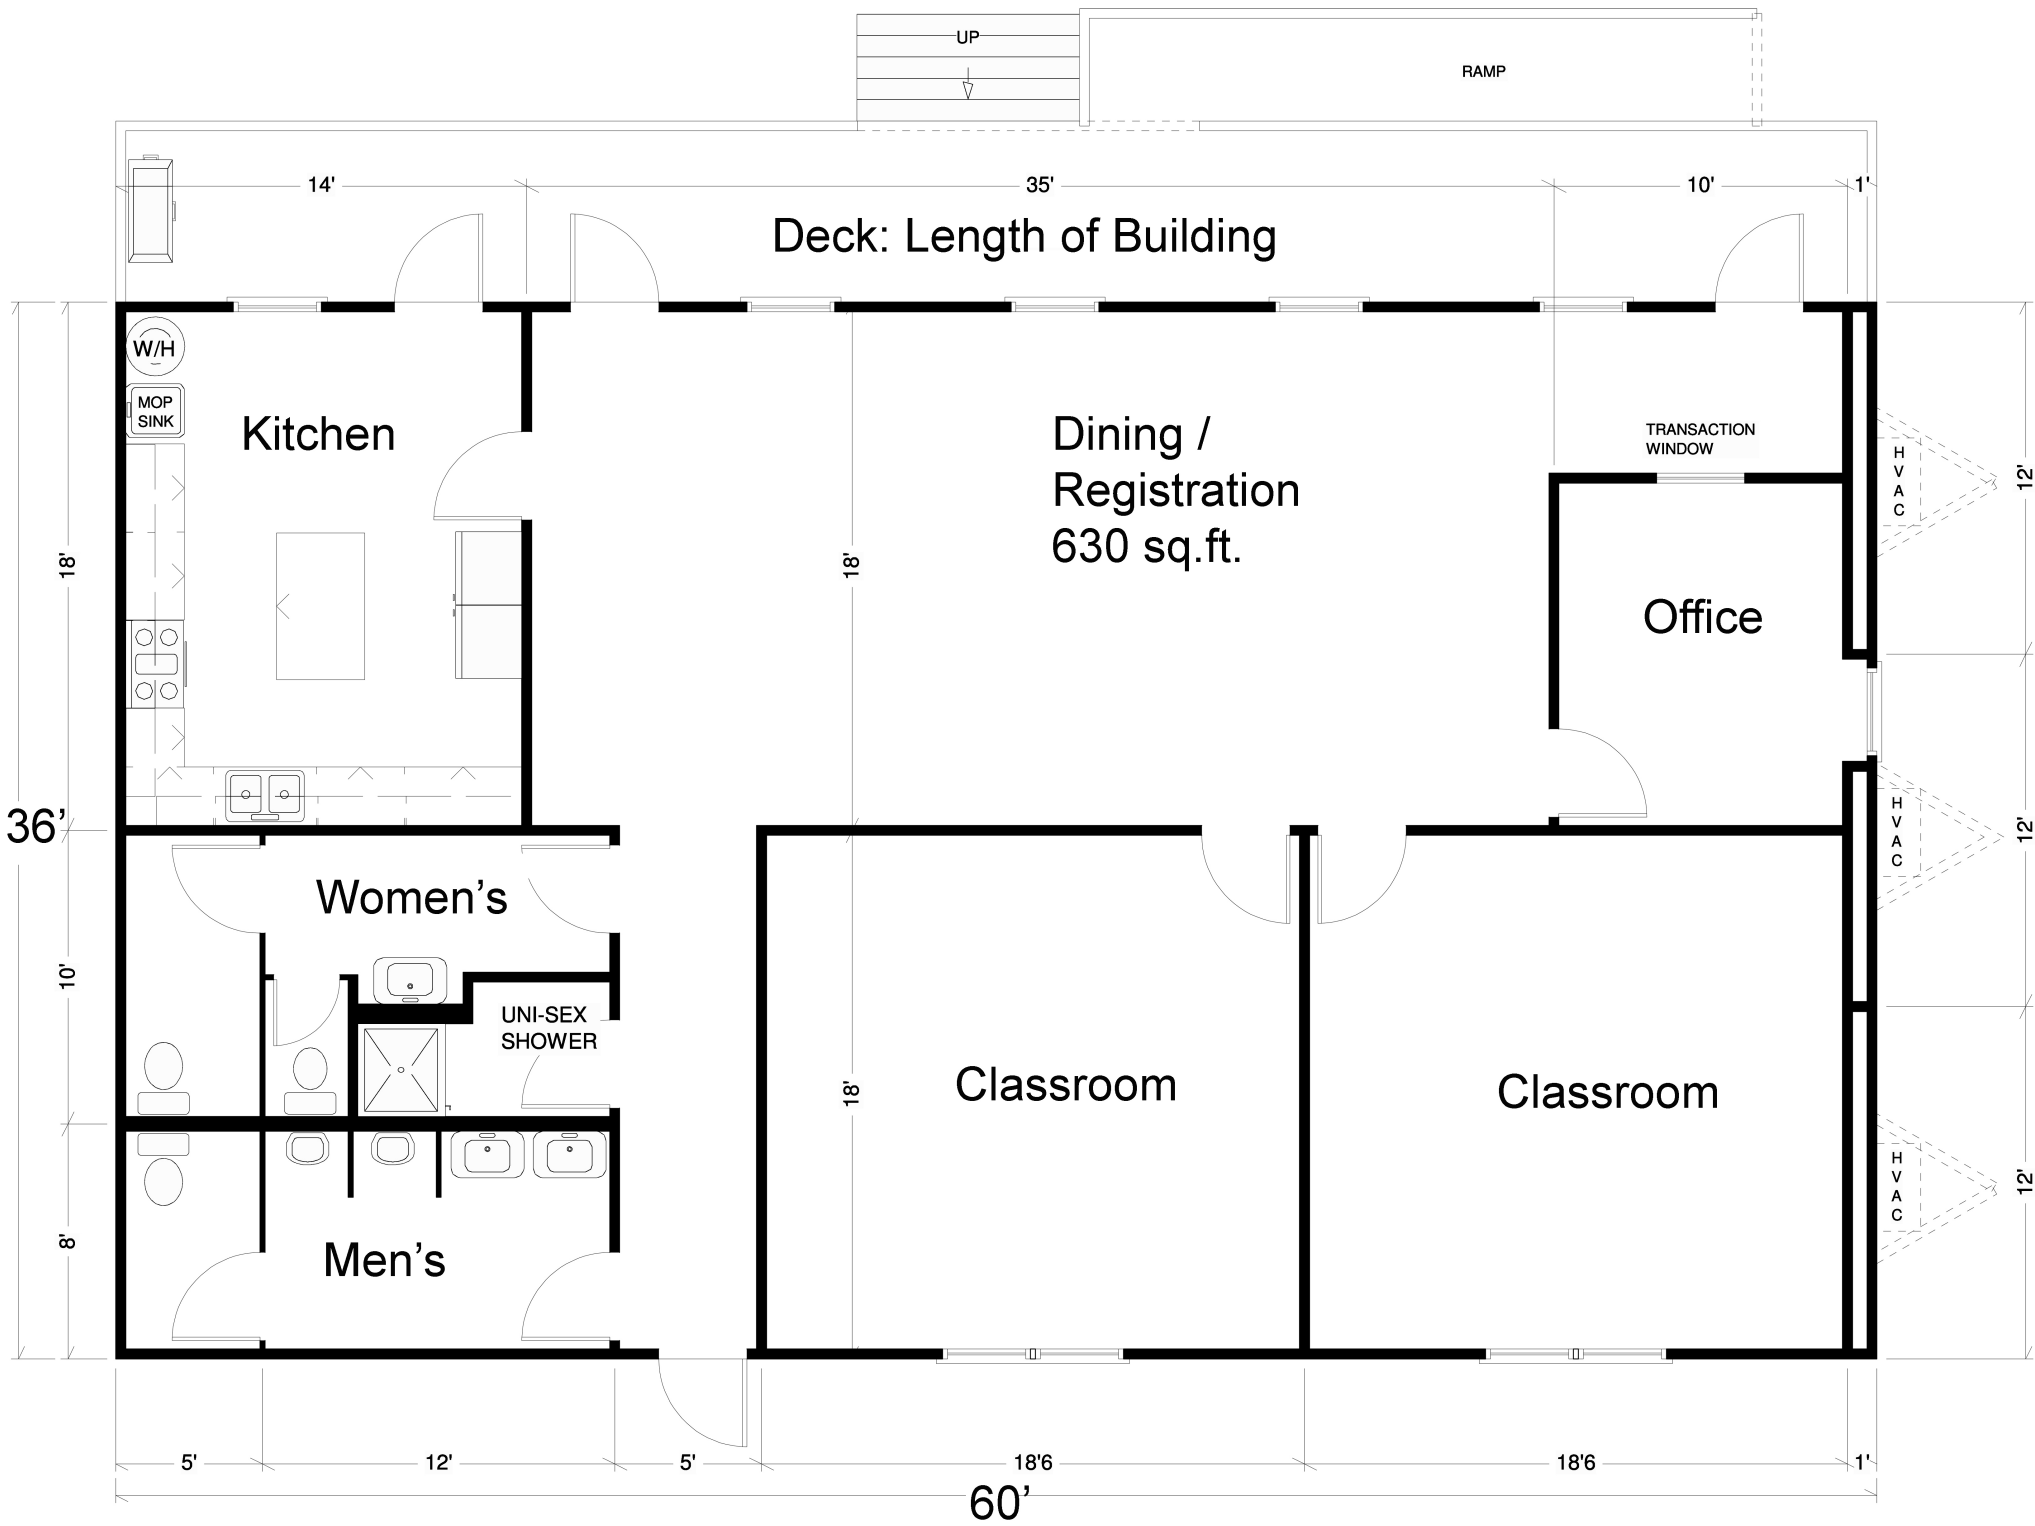 UP
RAMP
14'
35'
10'
1'
Deck: Length of Building
W/H
MOP
SINK
Kitchen
Dining /
Registration
630 sq.ft.
TRANSACTION
WINDOW
H
V
A
C
12'
18'
18'
Office
36’
H
V
A
C
12'
Women’s
10'
UNI-SEX
SHOWER
Classroom
Classroom
18'
H
V
A
C
12'
8'
Men’s
5'
12'
5'
18'6
18'6
1'
60’